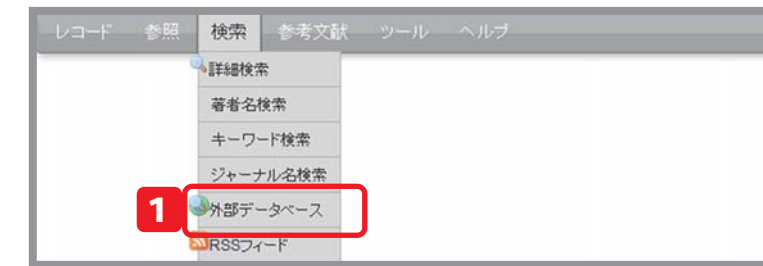 レコード 参照 検索 参考文献 ツール ヘルプ
詳細検索
著者名検索
キーワード検索
ジャーナル名検索
1 外部データベース
RSSフィード